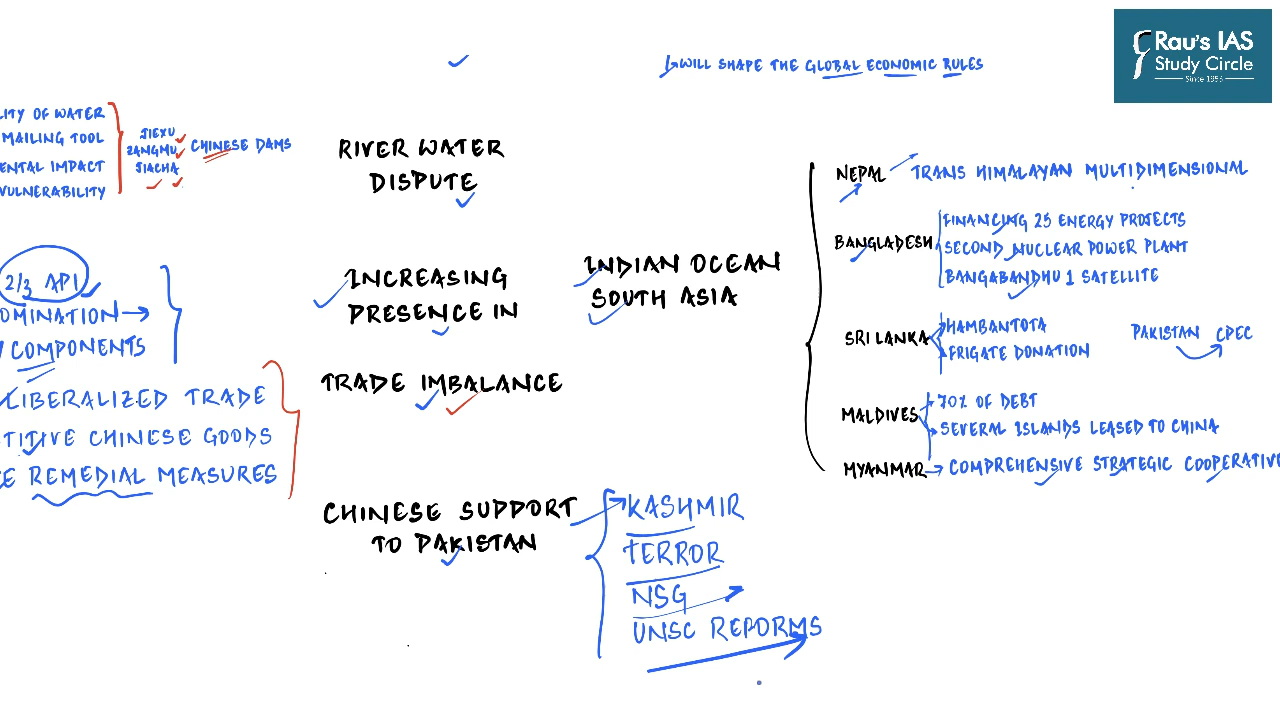 Rau's IAS
Study Circle
Since 1953
WILL SHAPE THE GLOBAL ECONOMIC RULES
LITY OF WATER
MAILING TOOL
ENTAL IMPACT
VULNERABILITY
JIEXU
ZANGMU
JIACHA
CHINESE DAMS
RIVER WATER
DISPUTE
2/3 API
OMINATION
COMPONENTS
INCREASING
PRESENCE IN
INDIAN OCEAN
SOUTH ASIA
LIBERALIZED TRADE
TITIVE CHINESE GOODS
CE REMEDIAL MEASURES
TRADE IMBALANCE
CHINESE SUPPORT
TO PAKISTAN
KASHMIR
TERROR
NSG
UNSC REFORMS
NEPAL
TRANS HIMALAYAN MULTIDIMENSIONAL
BANGLADESH
FINANCING 25 ENERGY PROJECTS
SECOND NUCLEAR POWER PLANT
BANGABANDHU 1 SATELLITE
SRI LANKA
HAMBANTOTA
FRIGATE DONATION
PAKISTAN CPEC
MALDIVES
70% OF DEBT
SEVERAL ISLANDS LEASED TO CHINA
MYANMAR
COMPREHENSIVE STRATEGIC COOPERATIVE